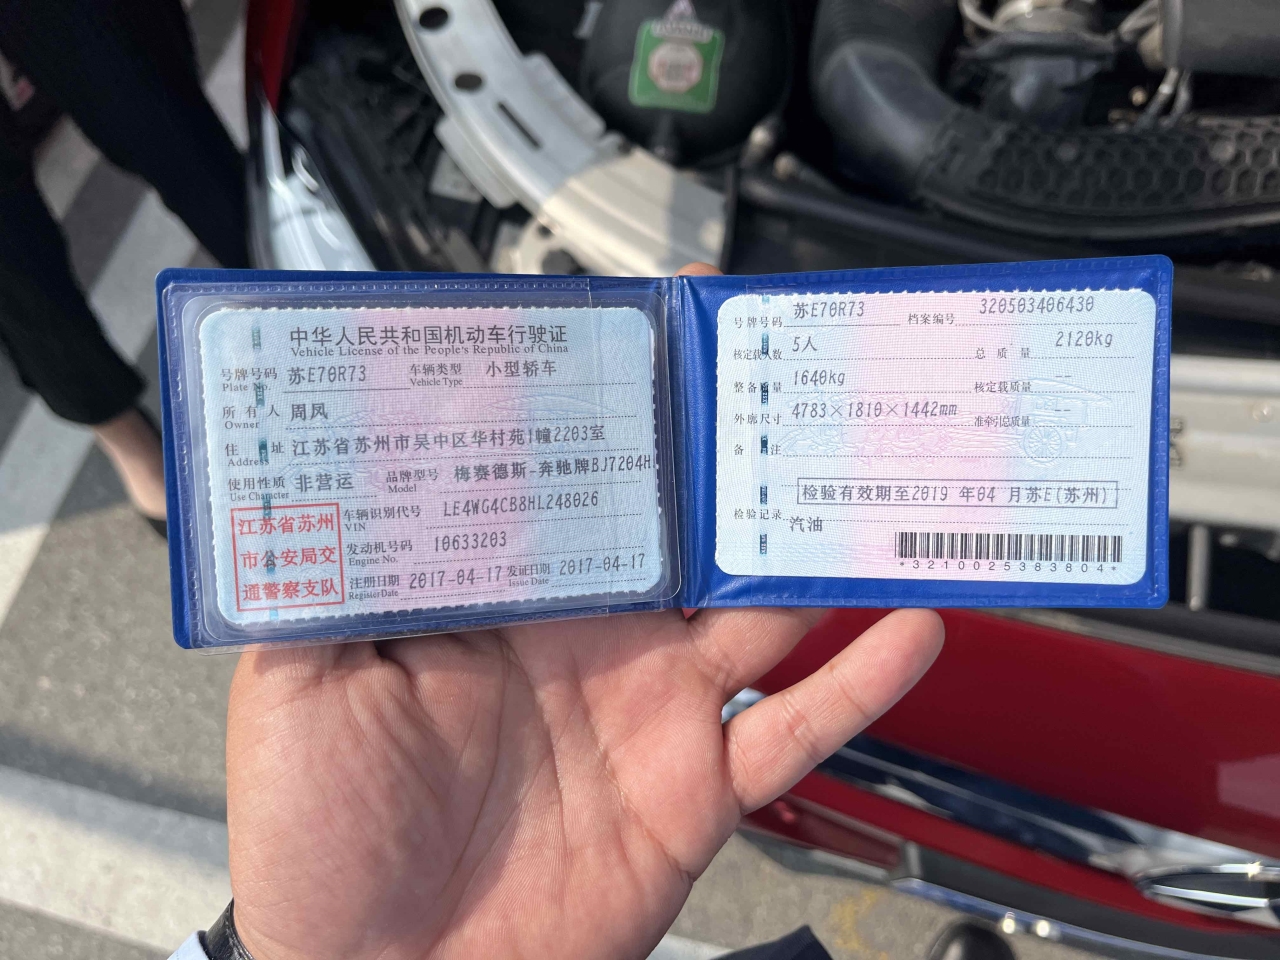 中华人民共和国机动车行驶证
Vehicle License of the People's Republic of China
号牌号码 苏E70R73 车辆类型 小型轿车
Plate No. Vehicle Type
所有人 周凤
Owner
住址 江苏省苏州市吴中区华村苑1幢2203室
Address
使用性质 非营运 品牌型号 梅赛德斯-奔驰牌BJ7204H
Use Character Model
江苏省苏州
市公安局交
通警察支队
车辆识别代号 LE4WG4CB8HL248026
VIN
发动机号码 10633203
Engine No.
注册日期 2017-04-17 发证日期 2017-04-17
Register Date Issue Date
号牌号码 苏E70R73 档案编号 320503406430
核定载人数 5人 总质量 2120kg
整备质量 1640kg 核定载质量 --
外廓尺寸 4783×1810×1442mm 准牵引总质量 --
备注
检验有效期至2019 年04 月苏E(苏州)
检验记录
汽油
*3210025383804*